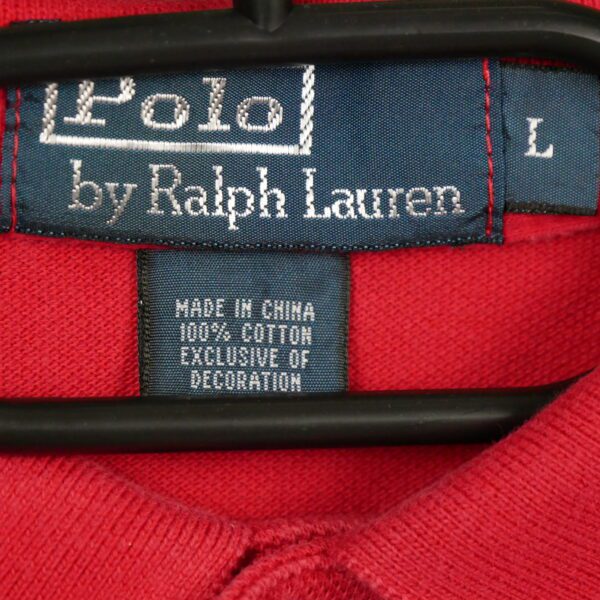 Polo
by Ralph Lauren
L
MADE IN CHINA
100% COTTON
EXCLUSIVE OF
DECORATION